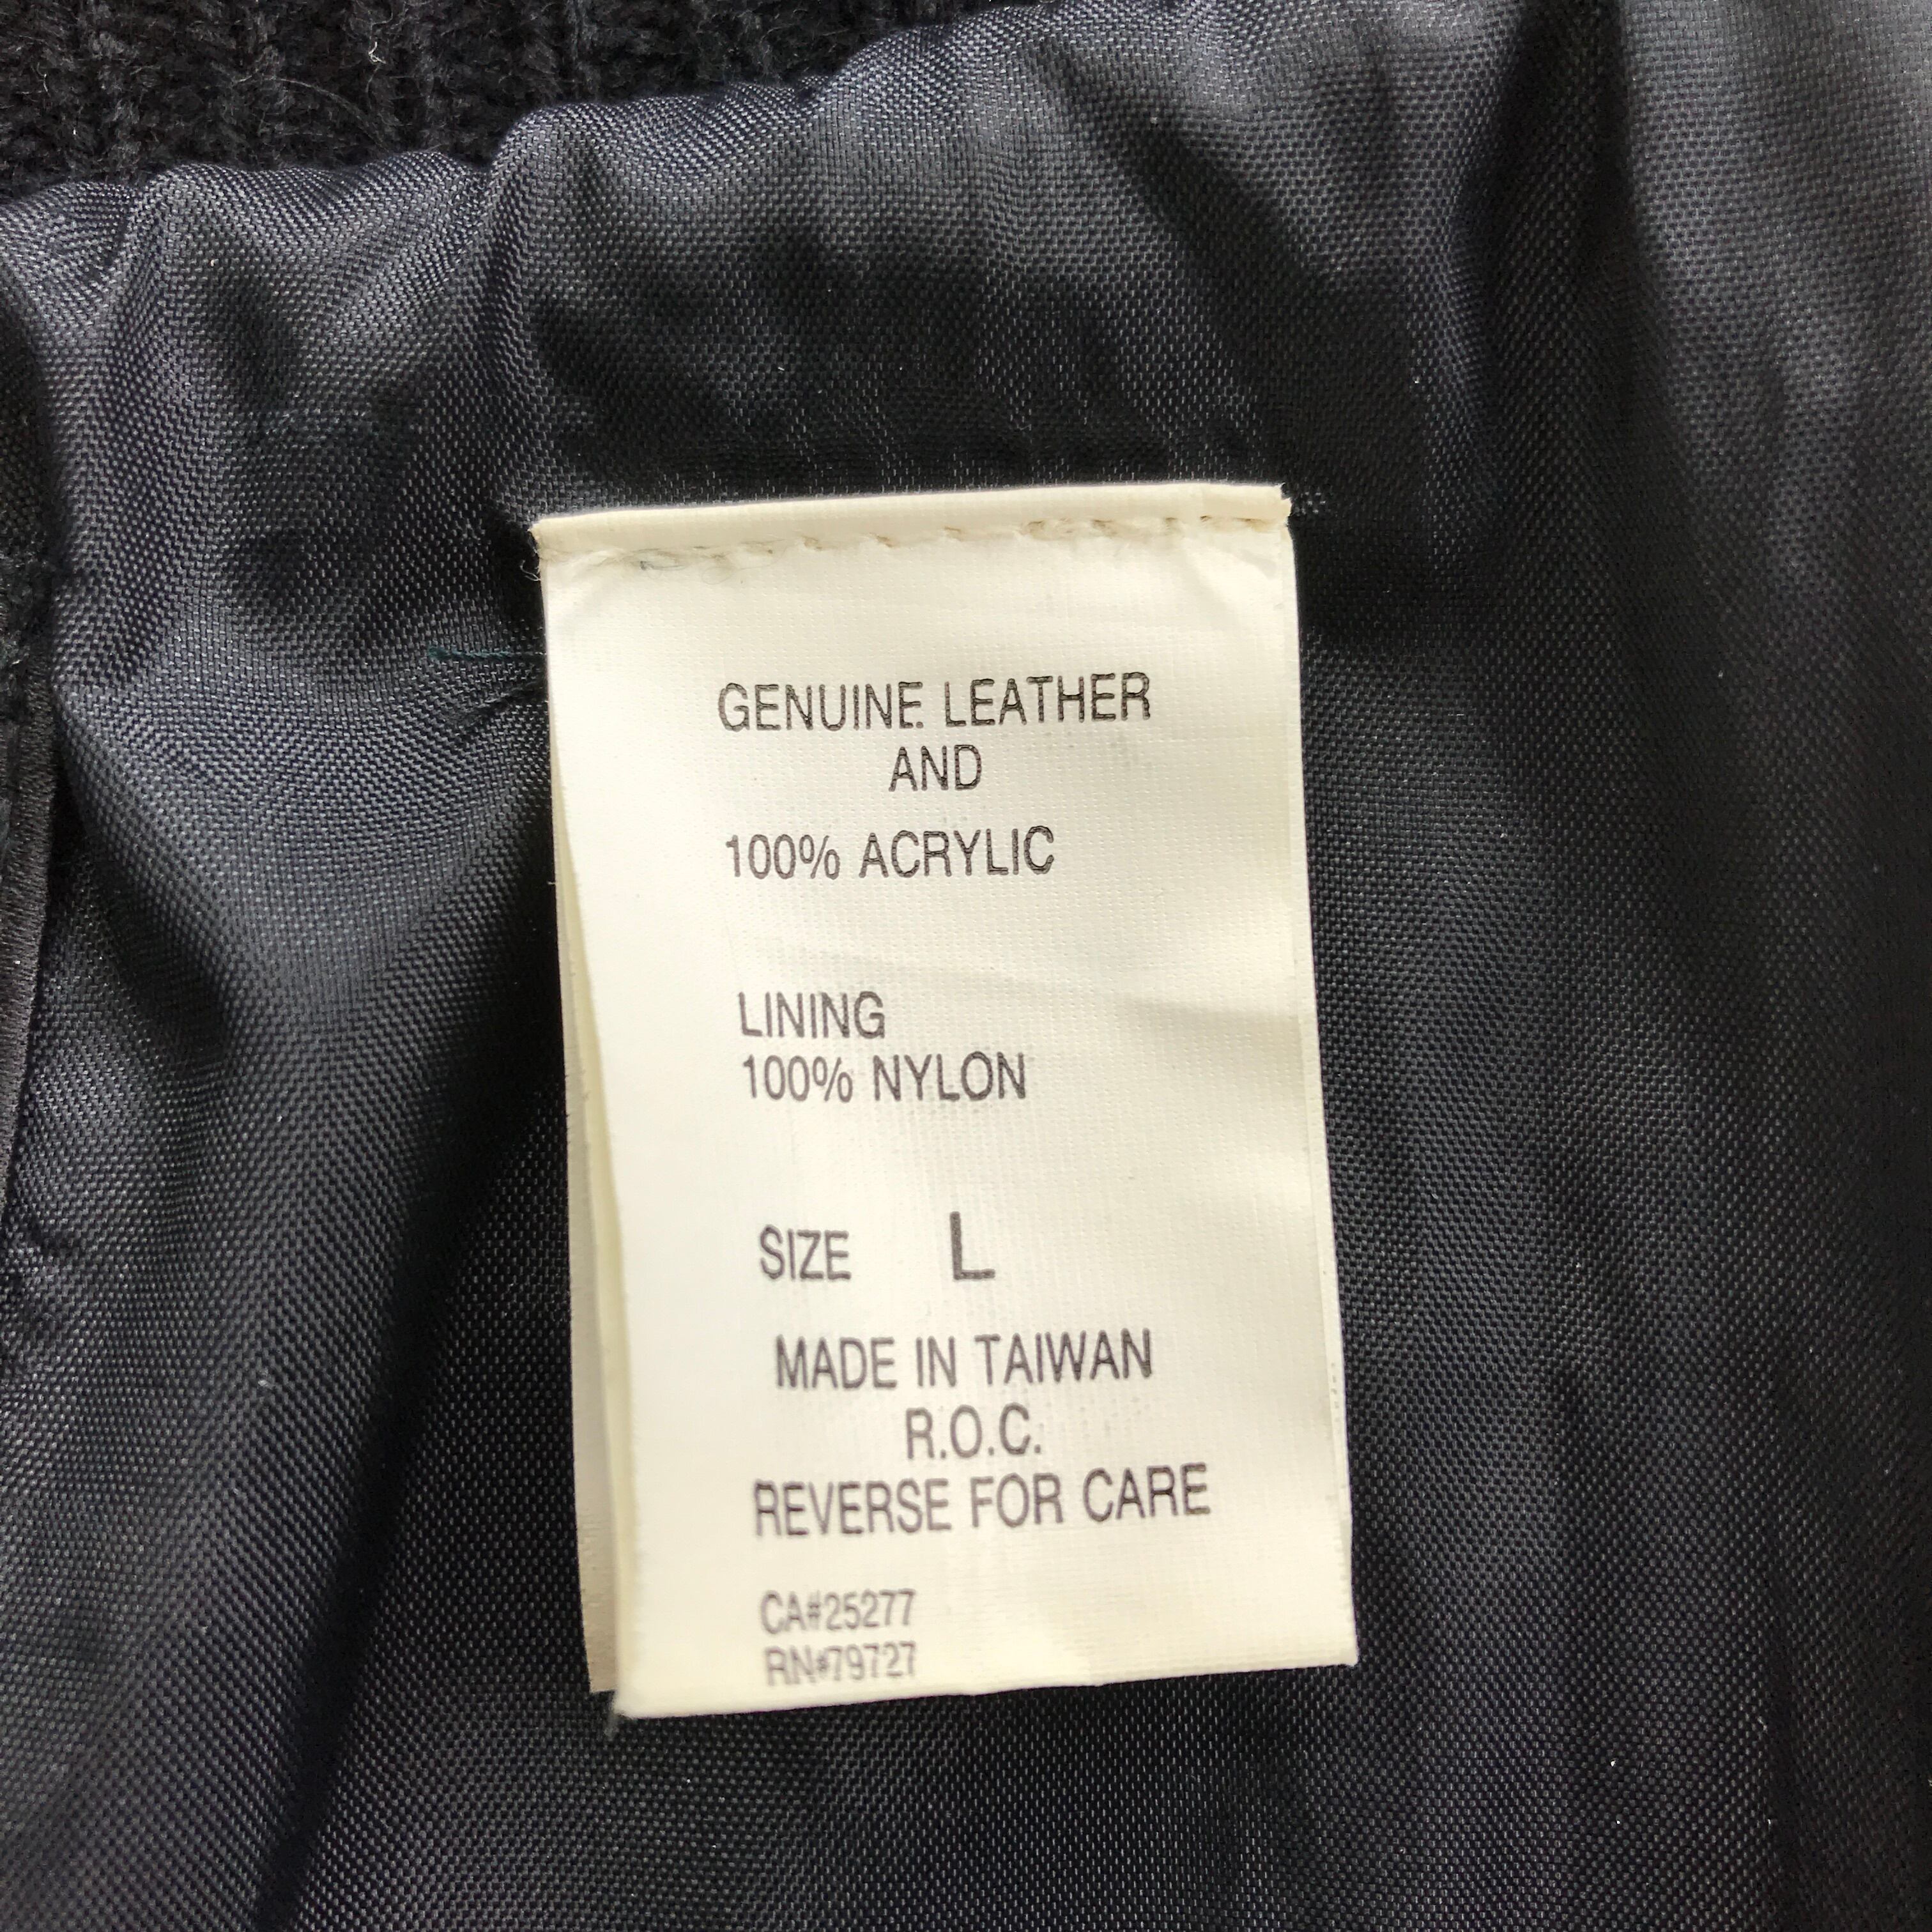 GENUINE LEATHER
AND
100% ACRYLIC
LINING
100% NYLON
SIZE L
MADE IN TAIWAN
R.O.C.
REVERSE FOR CARE
CA#25277
RN#79727